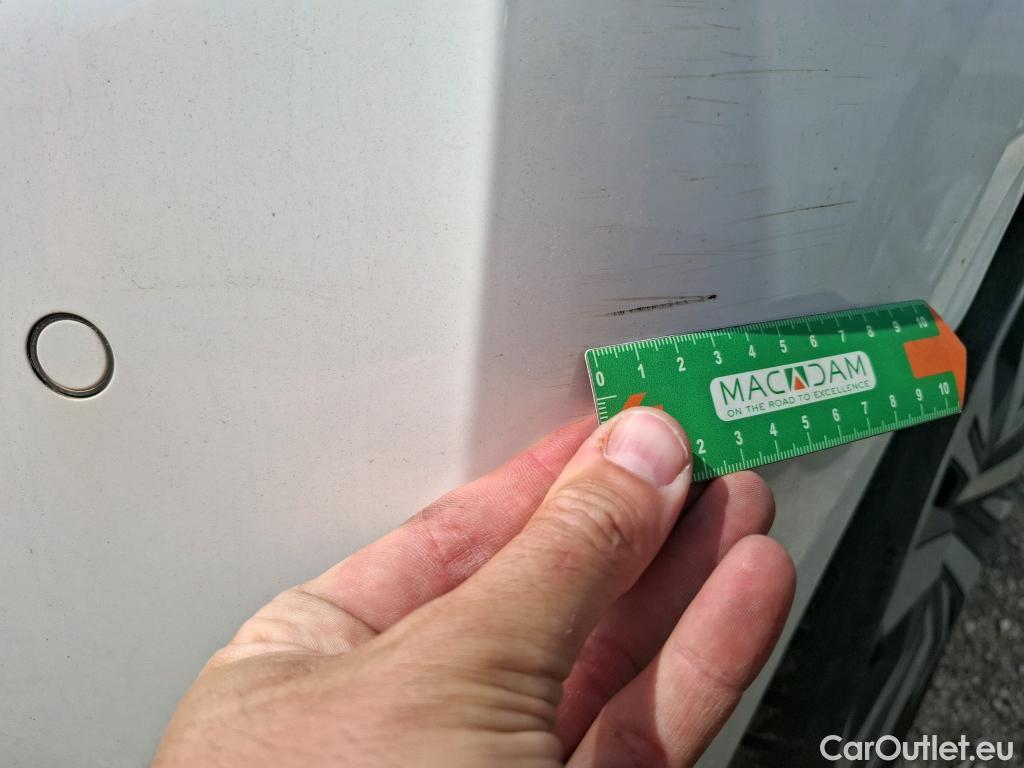 0 1 2 3 4 5 6 7 8 9 10
MACADAM
ON THE ROAD TO EXCELLENCE
2 3 4 5 6 7 8 9 10
CarOutlet.eu